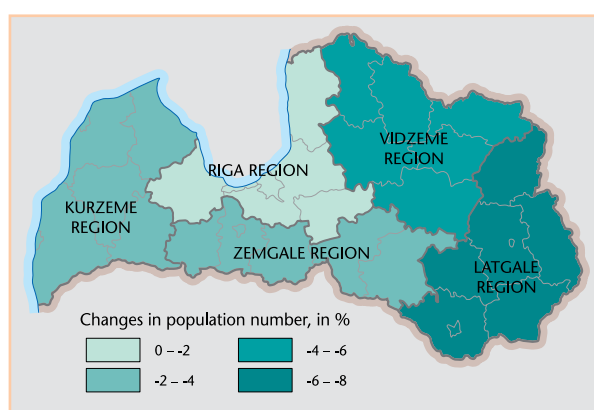 VIDZEME
REGION
RIGA REGION
KURZEME
REGION
ZEMGALE REGION
LATGALE
REGION
Changes in population number, in %
0 – -2
-4 – -6
-2 – -4
-6 – -8